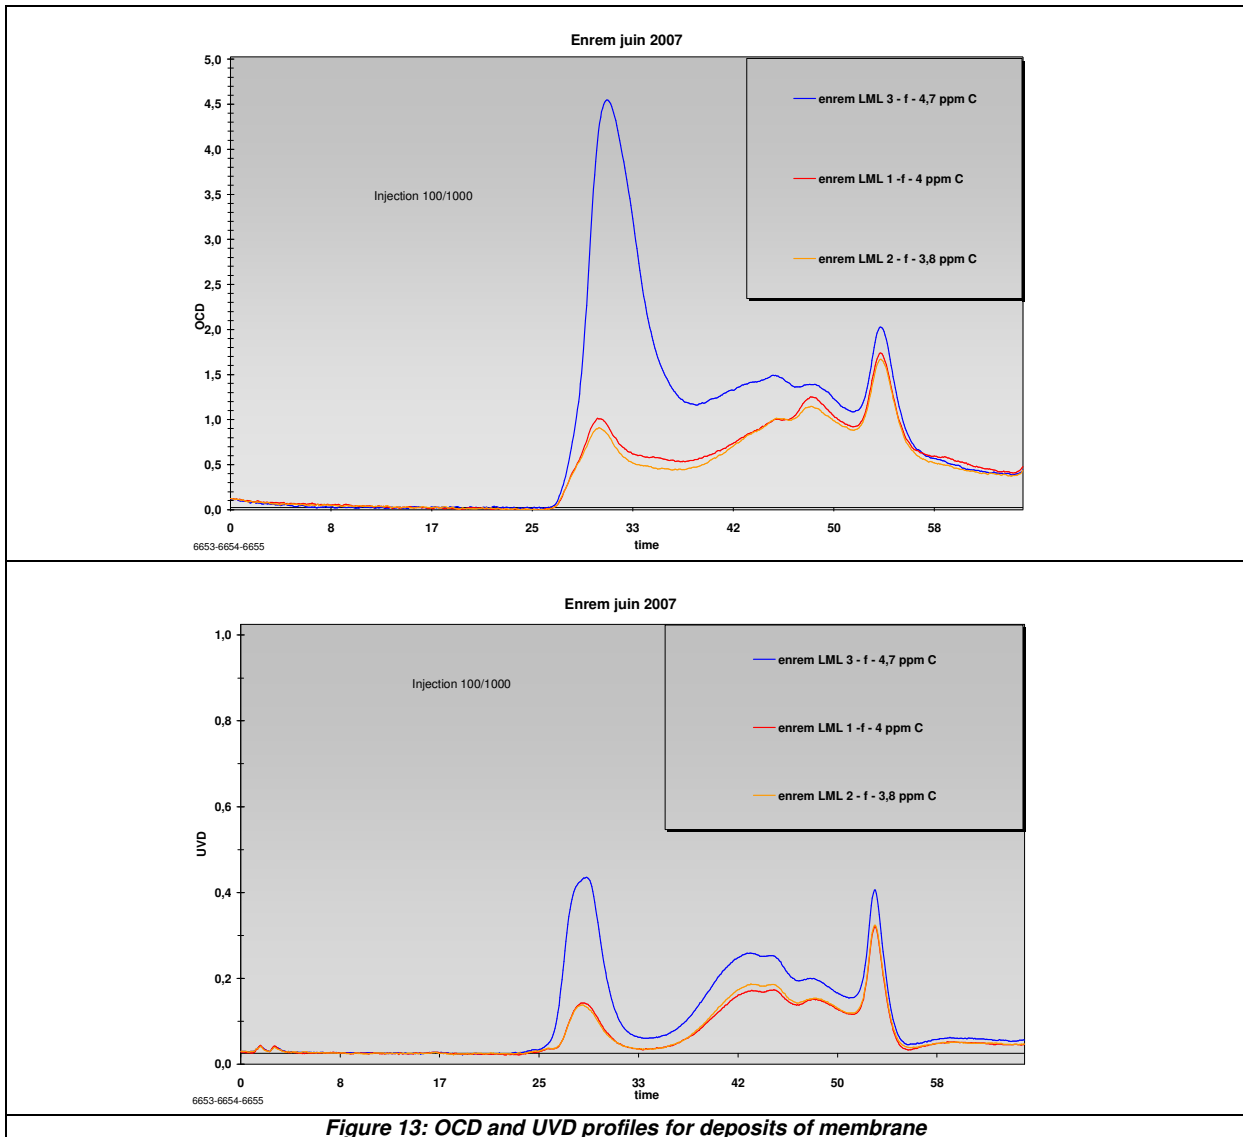 Enrem juin 2007
5,0
4,5
4,0
3,5
3,0
2,5
2,0
1,5
1,0
0,5
0,0
OCD
Injection 100/1000
enrem LML 3 - f - 4,7 ppm C
enrem LML 1 -f - 4 ppm C
enrem LML 2 - f - 3,8 ppm C
0 8 17 25 33 42 50 58
time
6653-6654-6655
Enrem juin 2007
1,0
0,8
0,6
0,4
0,2
0,0
UVD
Injection 100/1000
enrem LML 3 - f - 4,7 ppm C
enrem LML 1 -f - 4 ppm C
enrem LML 2 - f - 3,8 ppm C
0 8 17 25 33 42 50 58
time
6653-6654-6655
Figure 13: OCD and UVD profiles for deposits of membrane